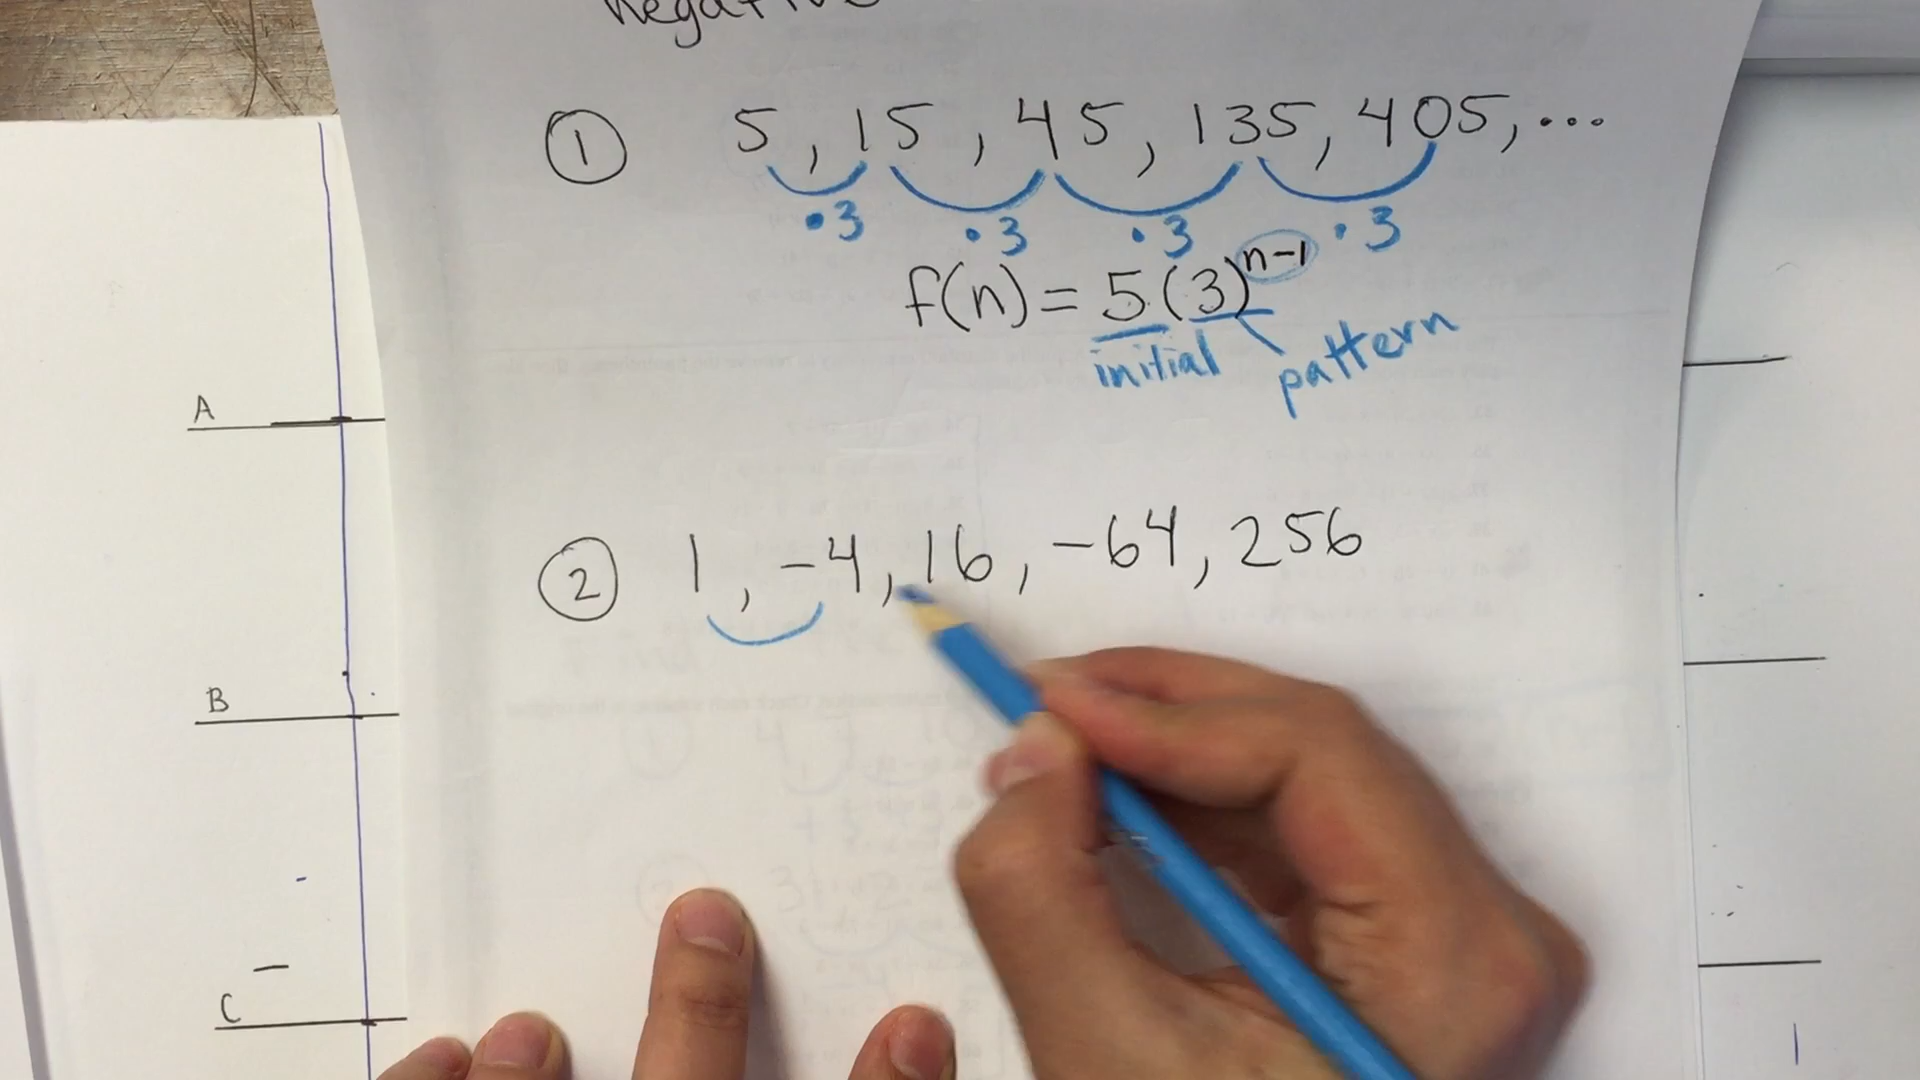 negative
① 5, 15, 45, 135, 405, ...
·3 ·3 ·3 ·3
f(n) = 5(3)^{n-1}
initial pattern
② 1, -4, 16, -64, 256
A
B
C